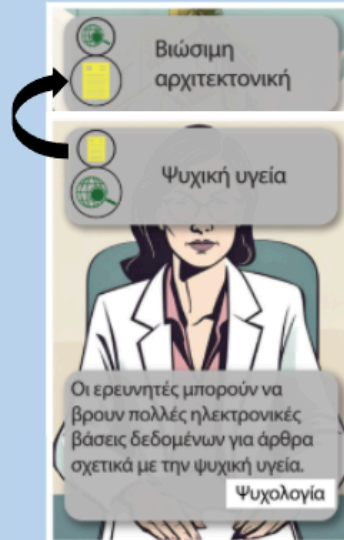 Βιώσιμη
αρχιτεκτονική
Ψυχική υγεία
Οι ερευνητές μπορούν να
βρουν πολλές ηλεκτρονικές
βάσεις δεδομένων για άρθρα
σχετικά με την ψυχική υγεία.
Ψυχολογία